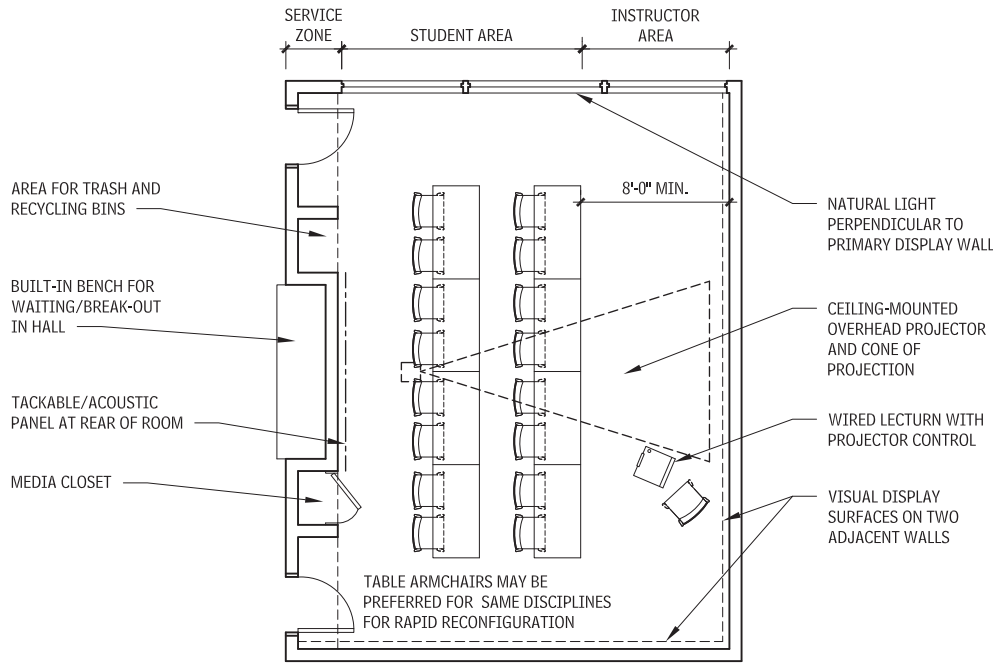 SERVICE
ZONE
STUDENT AREA
INSTRUCTOR
AREA
AREA FOR TRASH AND
RECYCLING BINS
BUILT-IN BENCH FOR
WAITING/BREAK-OUT
IN HALL
TACKABLE/ACOUSTIC
PANEL AT REAR OF ROOM
MEDIA CLOSET
8'-0" MIN.
NATURAL LIGHT
PERPENDICULAR TO
PRIMARY DISPLAY WALL
CEILING-MOUNTED
OVERHEAD PROJECTOR
AND CONE OF
PROJECTION
WIRED LECTURN WITH
PROJECTOR CONTROL
VISUAL DISPLAY
SURFACES ON TWO
ADJACENT WALLS
TABLE ARMCHAIRS MAY BE
PREFERRED FOR SAME DISCIPLINES
FOR RAPID RECONFIGURATION